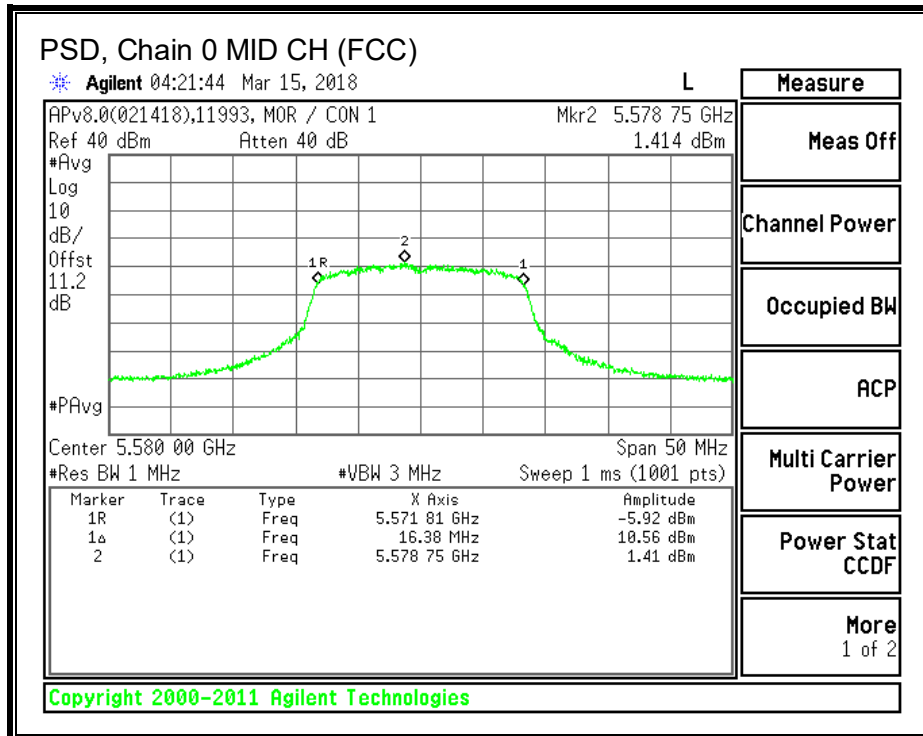 PSD, Chain 0 MID CH (FCC)
Agilent 04:21:44 Mar 15, 2018 L
APv8.0(021418),11993, MOR / CON 1 Mkr2 5.578 75 GHz
Ref 40 dBm Atten 40 dB 1.414 dBm
#Avg
Log
10
dB/
Offst
11.2
dB
#PAvg
1R
2
1
Center 5.580 00 GHz Span 50 MHz
#Res BW 1 MHz #VBW 3 MHz Sweep 1 ms (1001 pts)
Marker Trace Type X Axis Amplitude
1R (1) Freq 5.571 81 GHz -5.92 dBm
1Δ (1) Freq 16.38 MHz 10.56 dBm
2 (1) Freq 5.578 75 GHz 1.41 dBm
Measure
Meas Off
Channel Power
Occupied BW
ACP
Multi Carrier
Power
Power Stat
CCDF
More
1 of 2
Copyright 2000-2011 Agilent Technologies